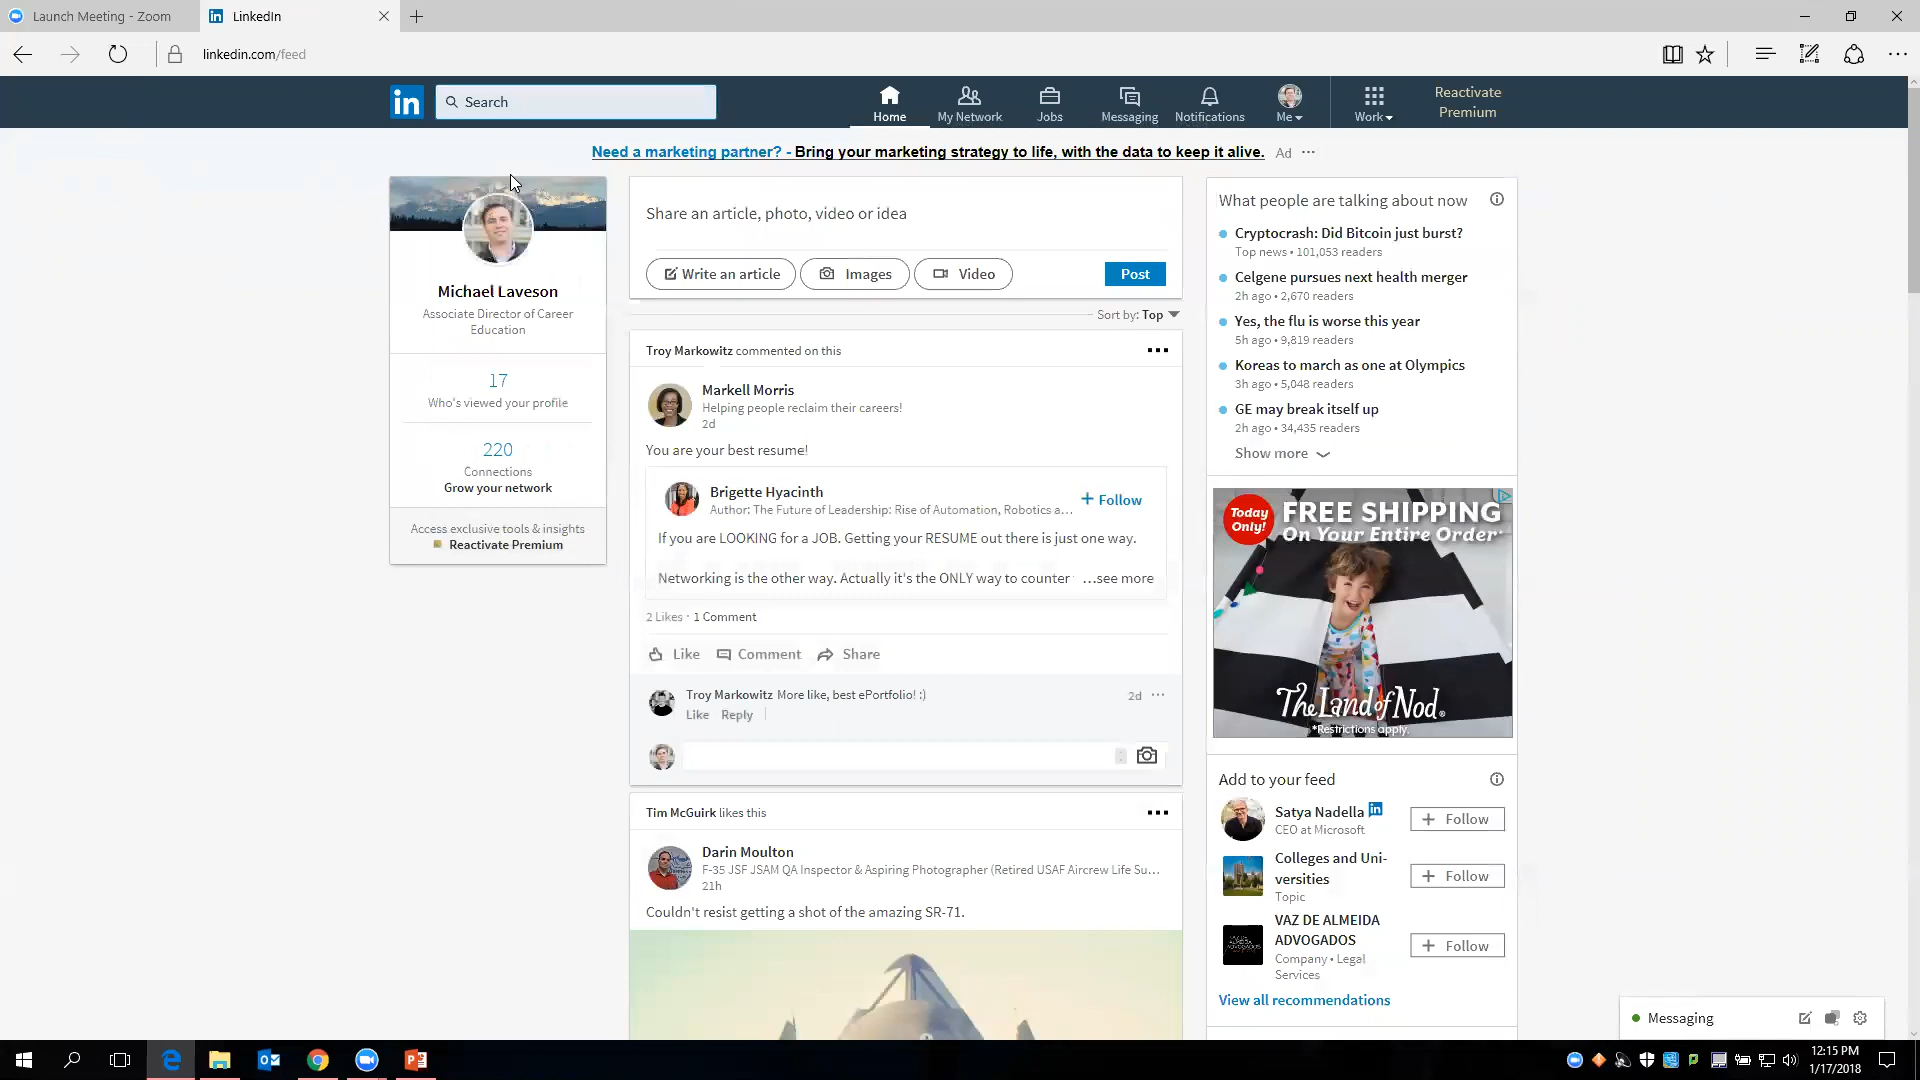 Launch Meeting - Zoom
LinkedIn
linkedin.com/feed
in
Search
Home
My Network
Jobs
Messaging
Notifications
Me
Work
Reactivate
Premium
Need a marketing partner? - Bring your marketing strategy to life, with the data to keep it alive.
Ad
Michael Laveson
Associate Director of Career
Education
17
Who's viewed your profile
220
Connections
Grow your network
Access exclusive tools & insights
Reactivate Premium
Share an article, photo, video or idea
Write an article
Images
Video
Post
Sort by: Top
Troy Markowitz commented on this
Markell Morris
Helping people reclaim their careers!
2d
You are your best resume!
Brigette Hyacinth
Author: The Future of Leadership: Rise of Automation, Robotics a...
+ Follow
If you are LOOKING for a JOB. Getting your RESUME out there is just one way.
Networking is the other way. Actually it's the ONLY way to counter ...see more
2 Likes · 1 Comment
Like
Comment
Share
Troy Markowitz More like, best ePortfolio! :)
2d
Like
Reply
Tim McGuirk likes this
Darin Moulton
F-35 JSF JSAM QA Inspector & Aspiring Photographer (Retired USAF Aircrew Life Su...
21h
Couldn't resist getting a shot of the amazing SR-71.
What people are talking about now
Cryptocrash: Did Bitcoin just burst?
Top news • 101,053 readers
Celgene pursues next health merger
2h ago • 2,670 readers
Yes, the flu is worse this year
5h ago • 9,819 readers
Koreas to march as one at Olympics
3h ago • 5,048 readers
GE may break itself up
2h ago • 34,435 readers
Show more
Today
Only!
FREE SHIPPING
On Your Entire Order*
The Land of Nod®
*Restrictions apply.
Add to your feed
Satya Nadella in
CEO at Microsoft
+ Follow
Colleges and Uni-
versities
Topic
+ Follow
VAZ DE ALMEIDA
ADVOGADOS
Company • Legal
Services
+ Follow
View all recommendations
Messaging
12:15 PM
1/17/2018